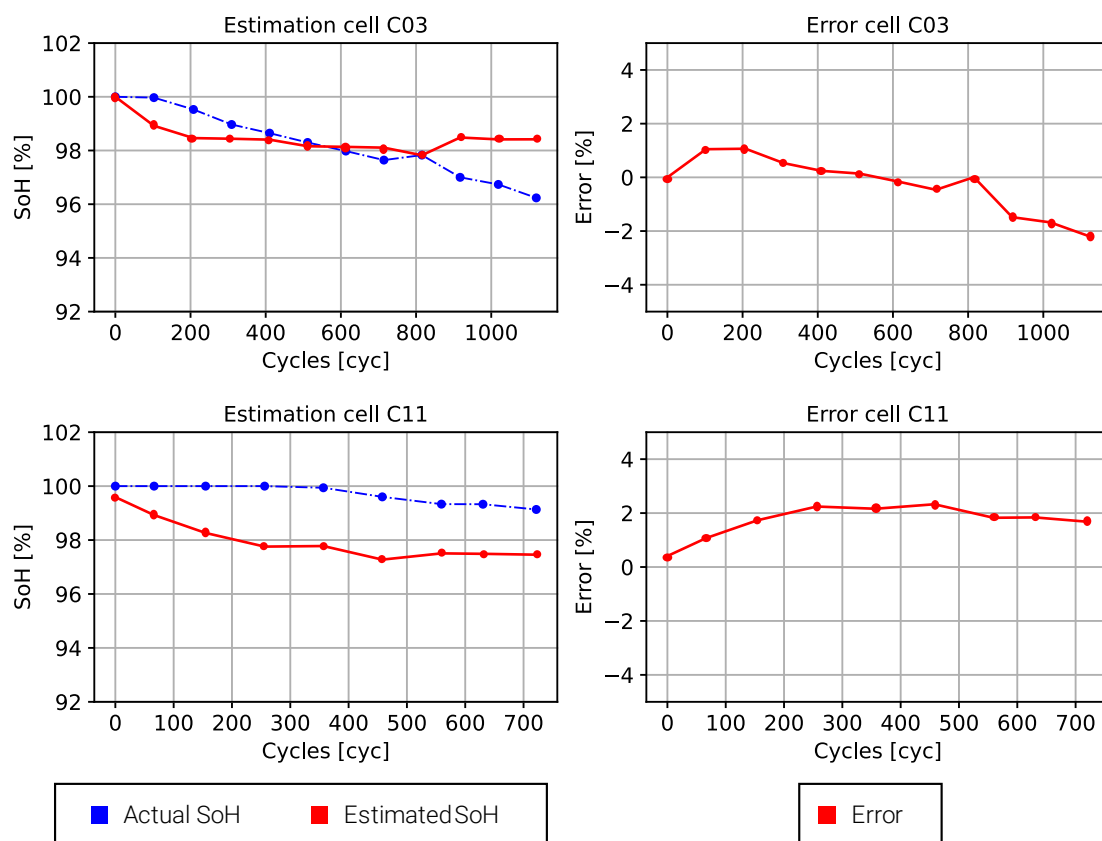 Estimation cell C03
Error cell C03
102
100
98
96
94
92
SoH [%]
0 200 400 600 800 1000
Cycles [cyc]
4
2
0
−2
−4
Error [%]
0 200 400 600 800 1000
Cycles [cyc]
Estimation cell C11
Error cell C11
102
100
98
96
94
92
SoH [%]
0 100 200 300 400 500 600 700
Cycles [cyc]
4
2
0
−2
−4
Error [%]
0 100 200 300 400 500 600 700
Cycles [cyc]
Actual SoH EstimatedSoH
Error